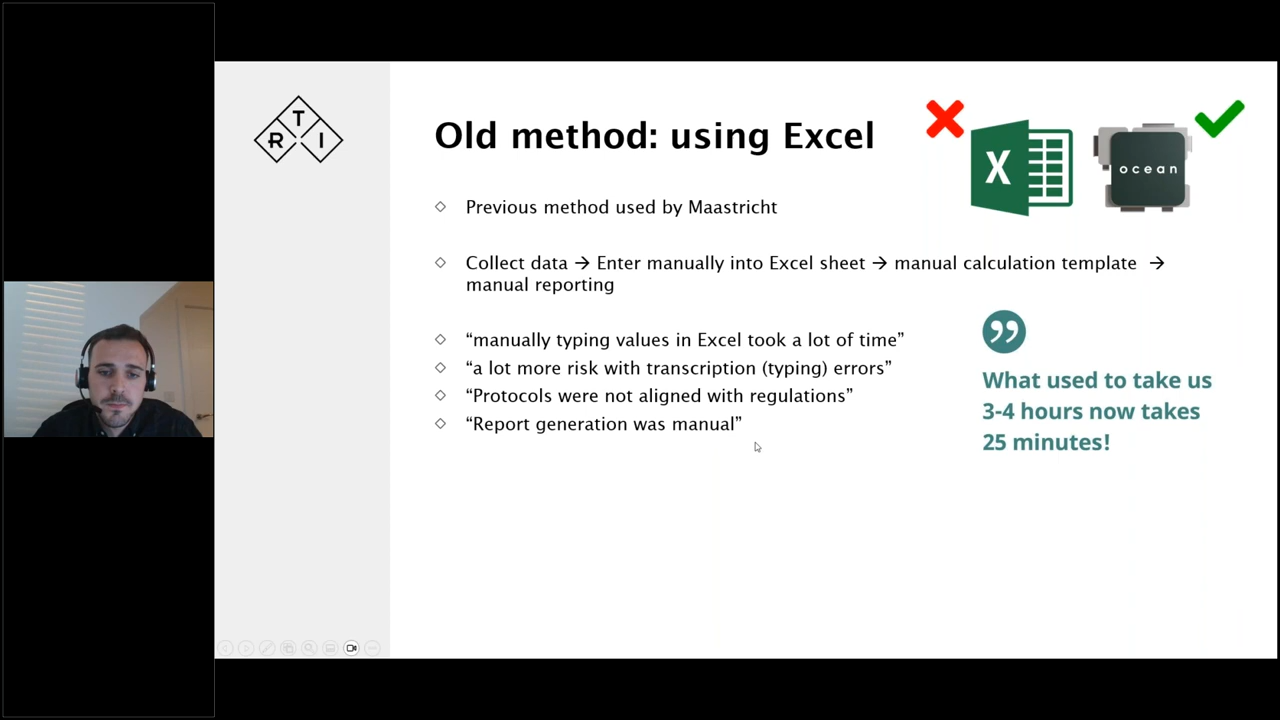 R T I
Old method: using Excel
X
ocean
Previous method used by Maastricht
Collect data → Enter manually into Excel sheet → manual calculation template →
manual reporting
“manually typing values in Excel took a lot of time”
“a lot more risk with transcription (typing) errors”
“Protocols were not aligned with regulations”
“Report generation was manual”
What used to take us
3-4 hours now takes
25 minutes!